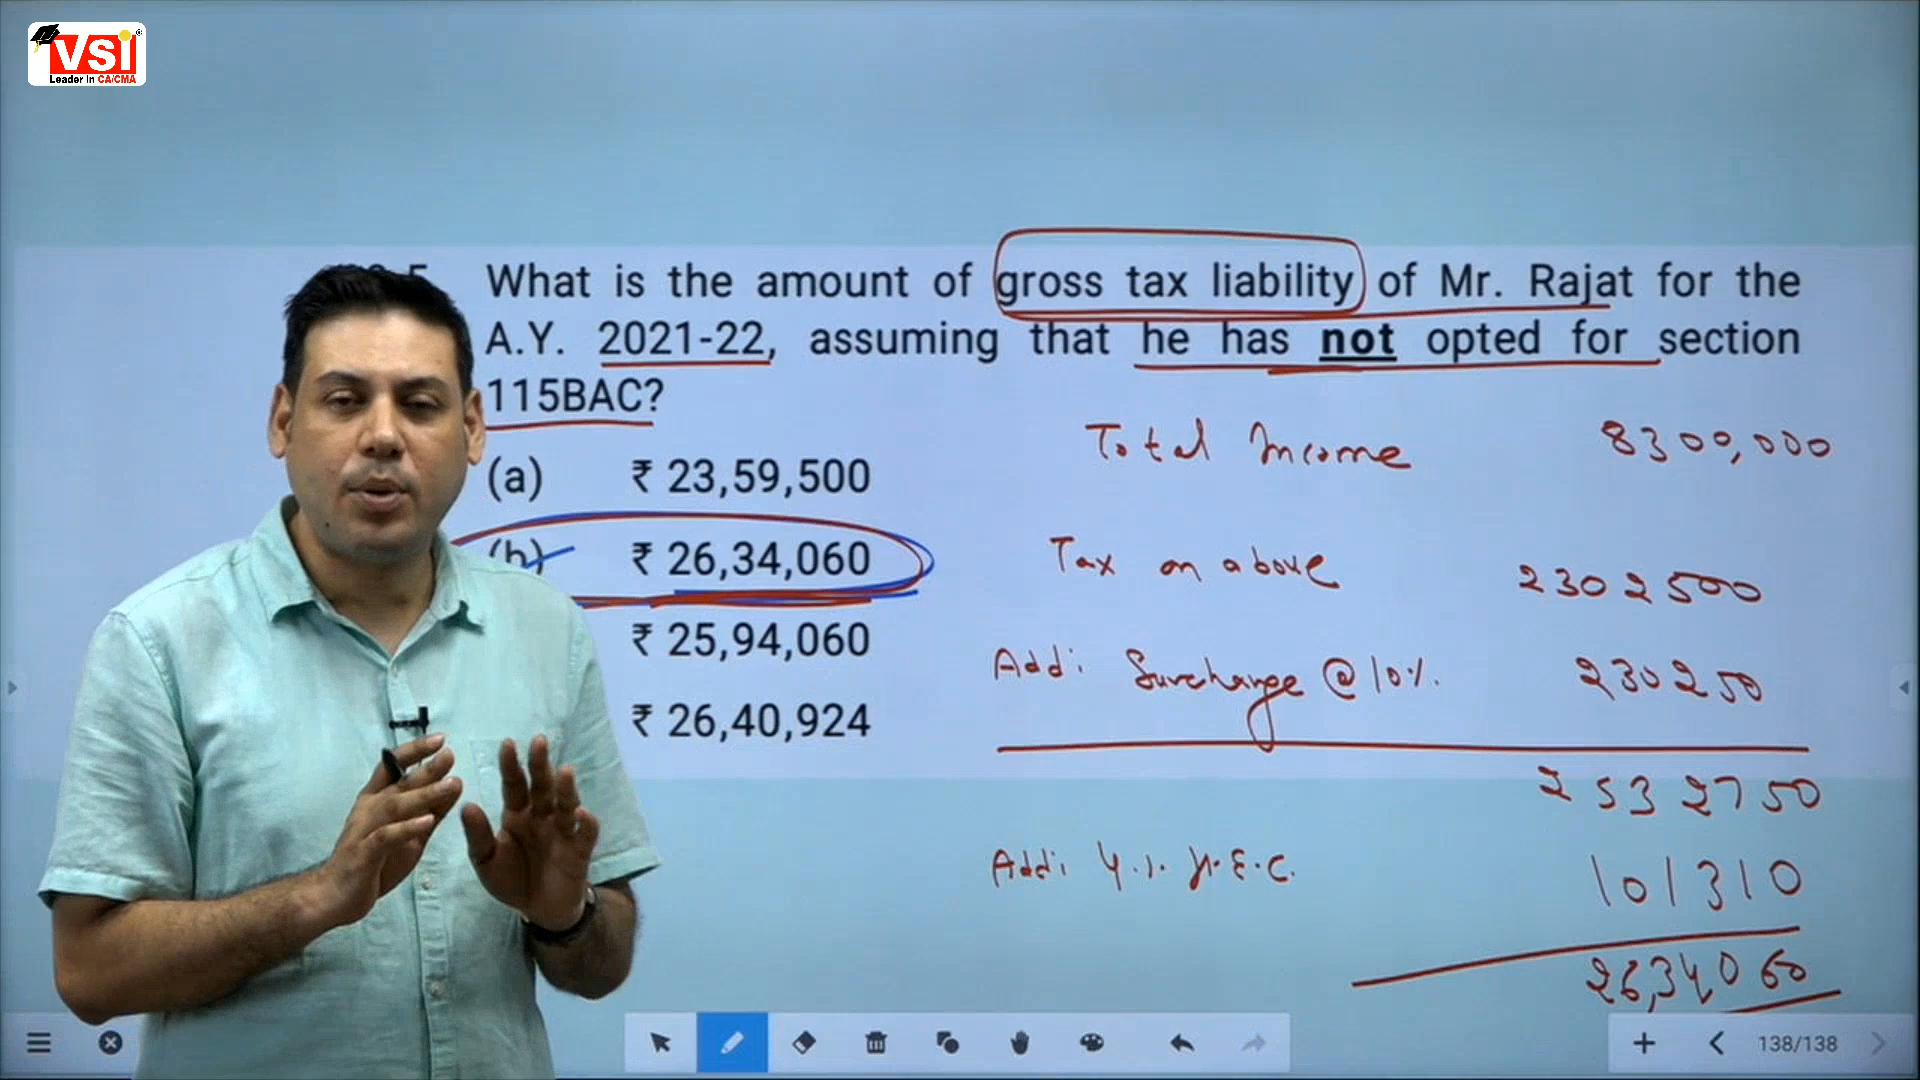 VSI
Leader in CA/CMA
What is the amount of gross tax liability of Mr. Rajat for the
A.Y. 2021-22, assuming that he has not opted for section
115BAC?
Total Income 8300,000
(a) ₹ 23,59,500
(b) ₹ 26,34,060
Tax on above 2302500
₹ 25,94,060
Add: Surcharge @ 10%. 230250
₹ 26,40,924
2532750
Add: 4.%. H.E.C. 101310
26,34060
138/138